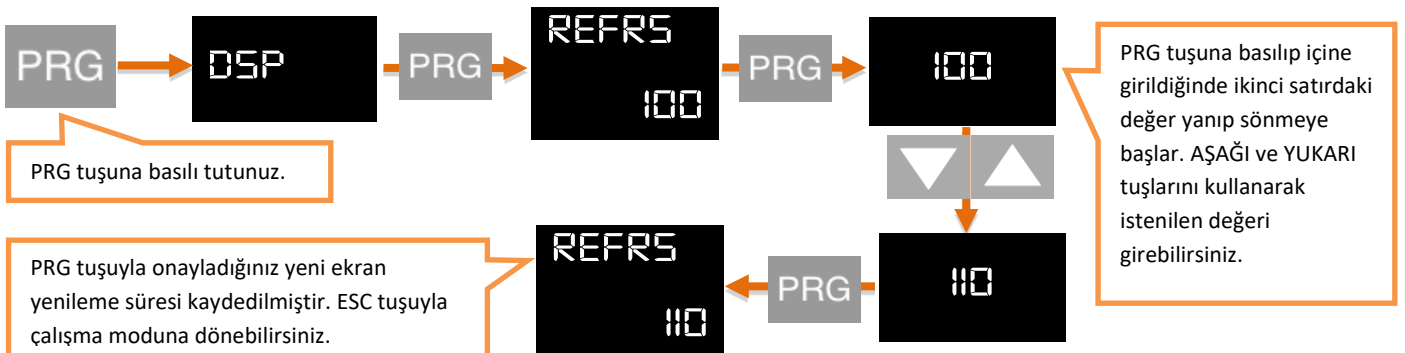 PRG
DSP
PRG
REFRS
100
PRG
100
PRG tuşuna basılıp içine
girildiğinde ikinci satırdaki
değer yanıp sönmeye
başlar. AŞAĞI ve YUKARI
tuşlarını kullanarak
istenilen değeri
girebilirsiniz.
PRG tuşuna basılı tutunuz.
110
PRG
REFRS
110
PRG tuşuyla onayladığınız yeni ekran
yenileme süresi kaydedilmiştir. ESC tuşuyla
çalışma moduna dönebilirsiniz.